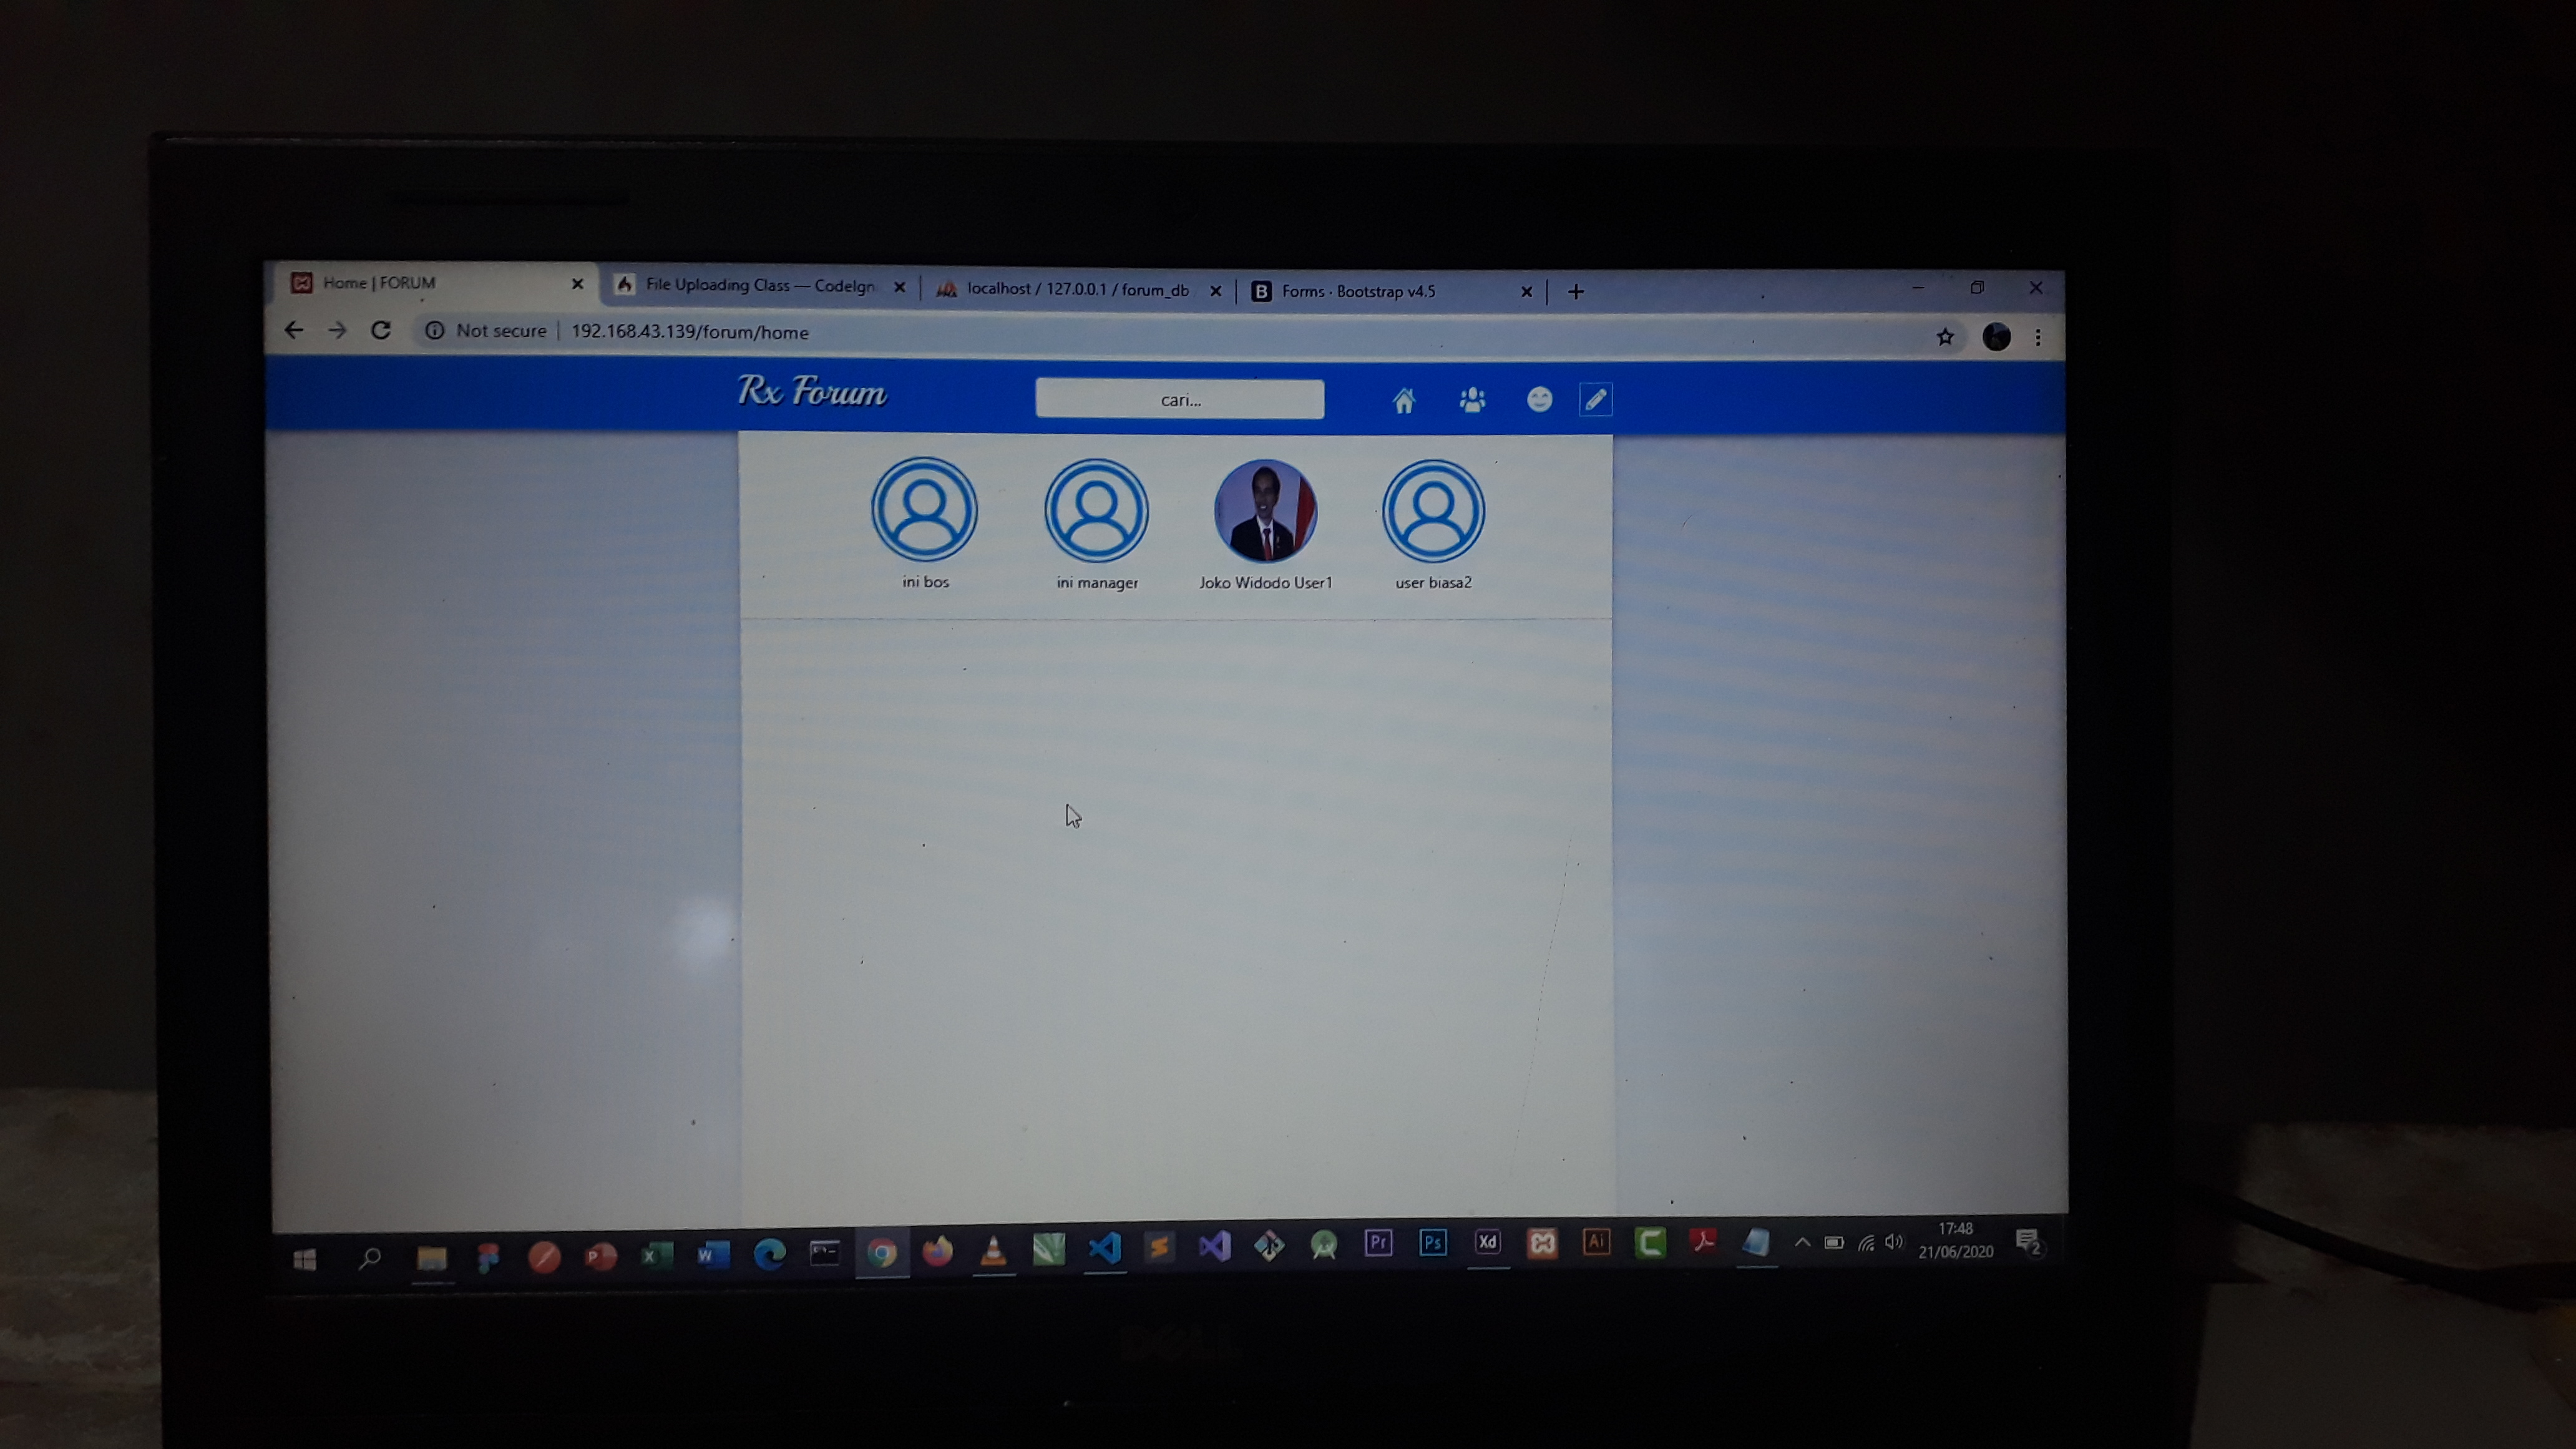 Home | FORUM
File Uploading Class — CodeIgn
localhost / 127.0.0.1 / forum_db
Forms · Bootstrap v4.5
Not secure | 192.168.43.139/forum/home
Rx Forum
cari...
ini bos
ini manager
Joko Widodo User1
user biasa2
Pr
Ps
Xd
Ai
17:48
21/06/2020
2
DELL